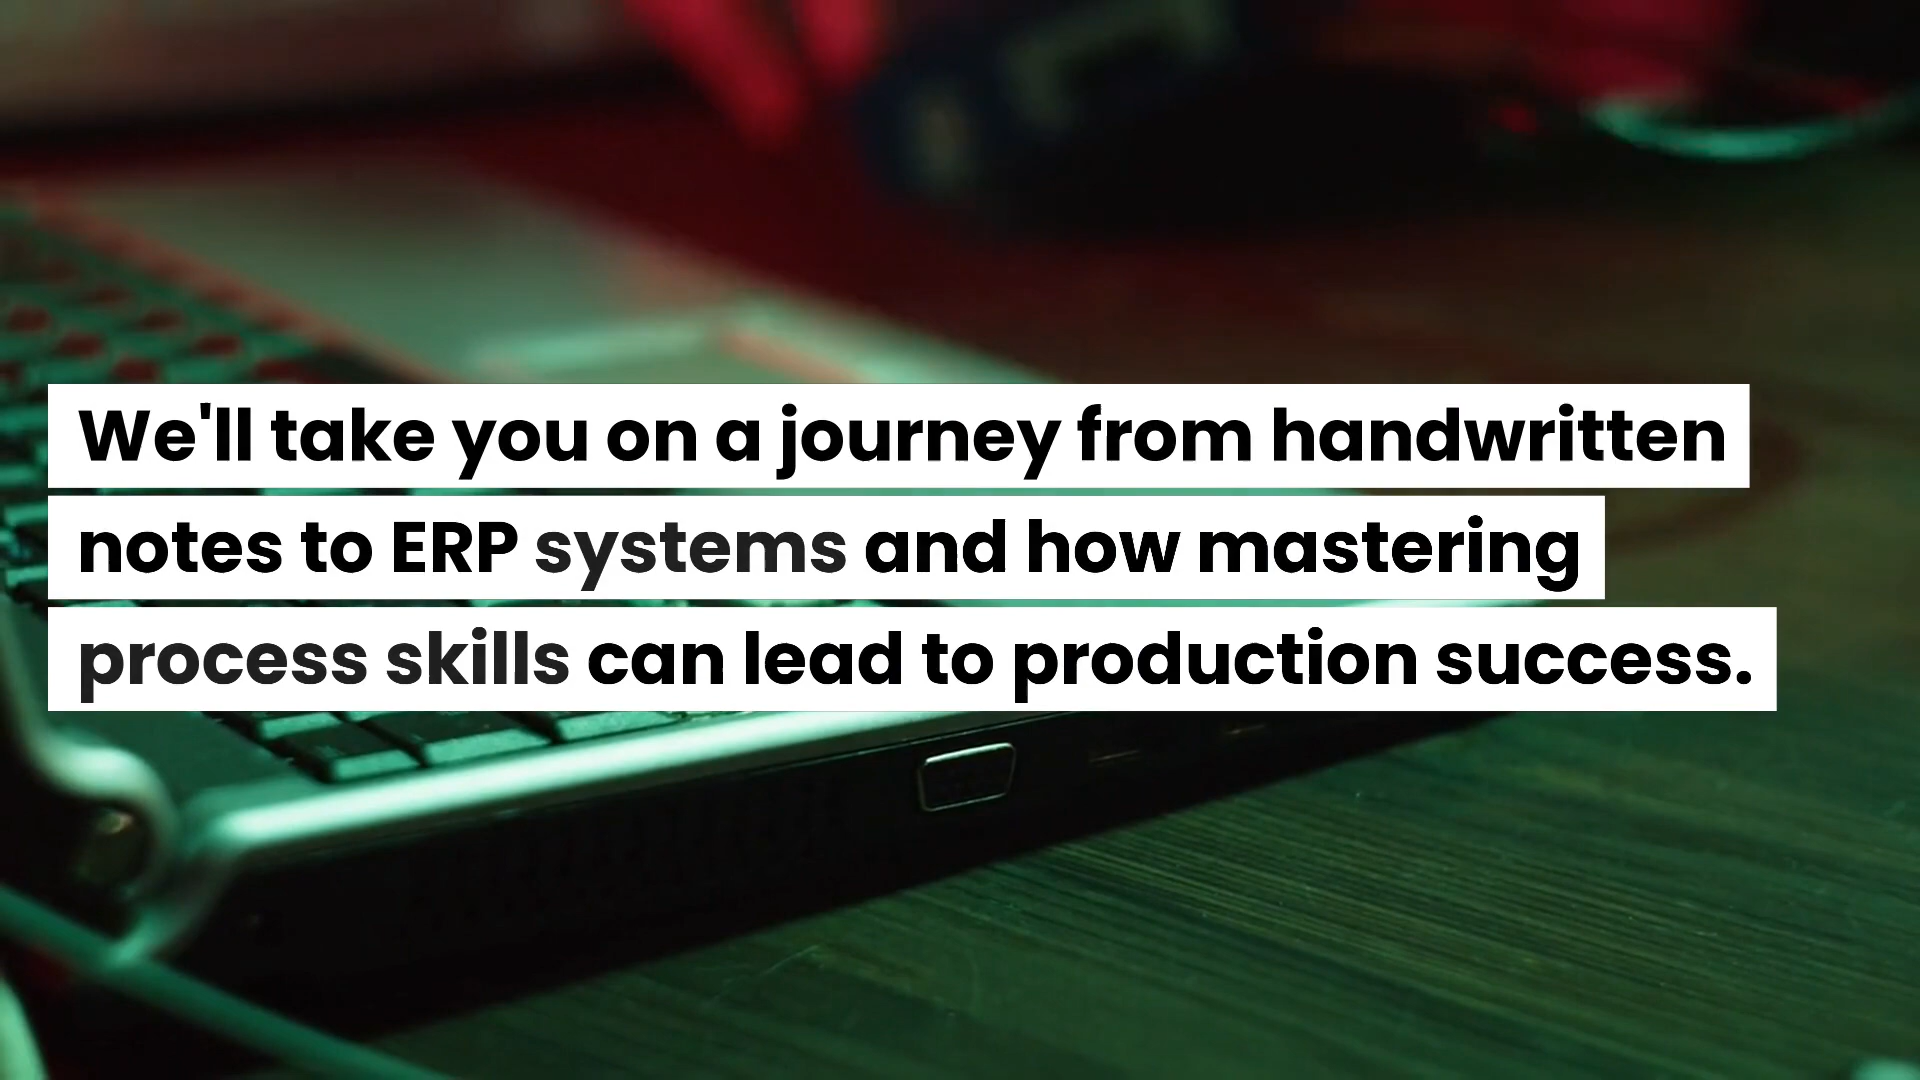 We'll take you on a journey from handwritten
notes to ERP systems and how mastering
process skills can lead to production success.